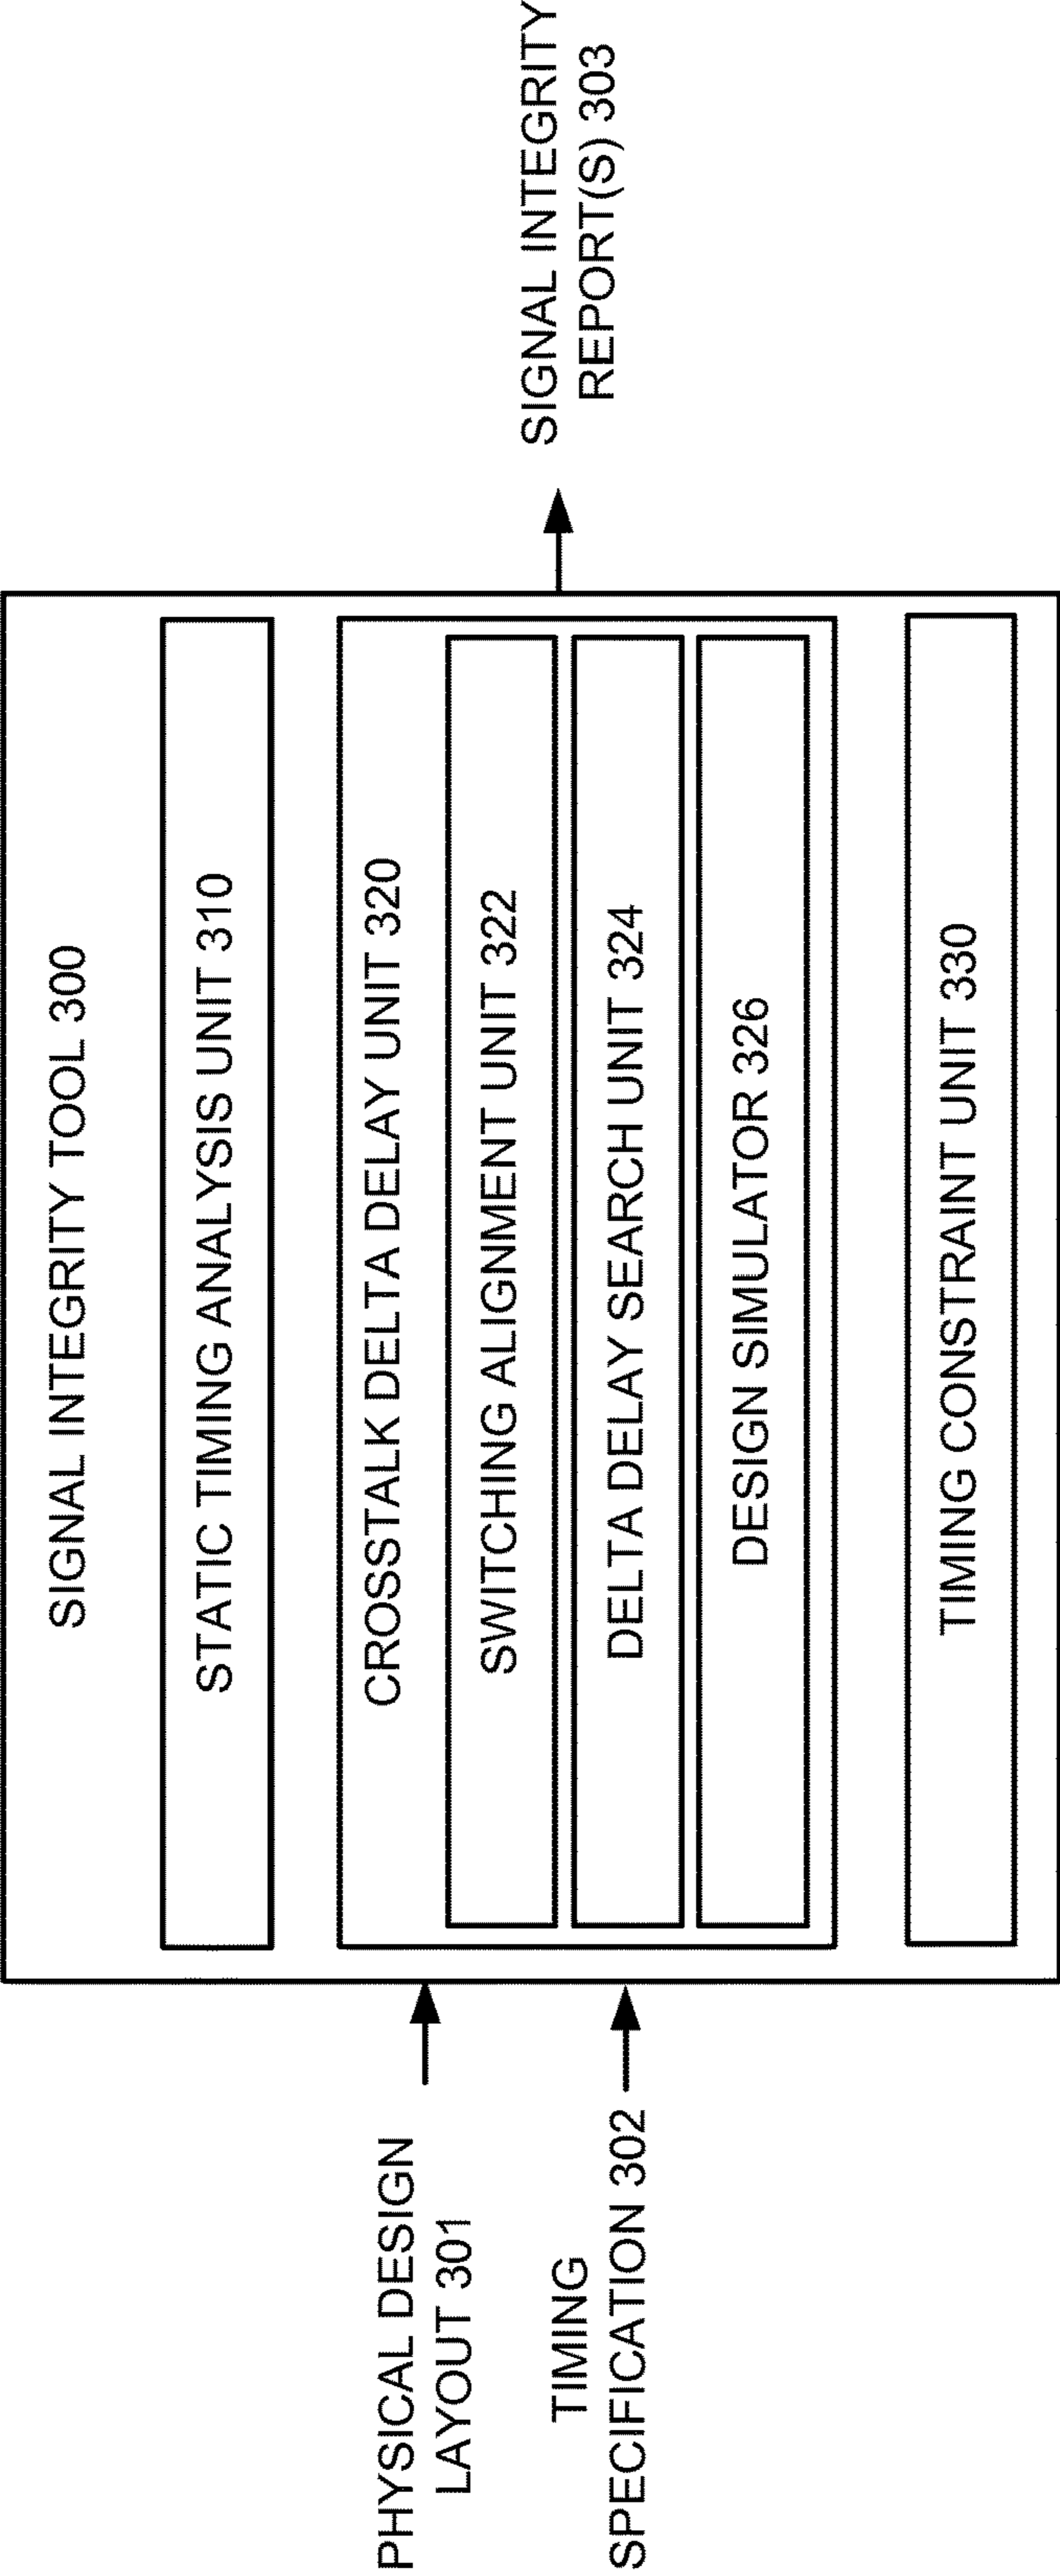 SIGNAL INTEGRITY TOOL 300
STATIC TIMING ANALYSIS UNIT 310
PHYSICAL DESIGN
LAYOUT 301
TIMING
SPECIFICATION 302
CROSSTALK DELTA DELAY UNIT 320
SWITCHING ALIGNMENT UNIT 322
DELTA DELAY SEARCH UNIT 324
DESIGN SIMULATOR 326
TIMING CONSTRAINT UNIT 330
SIGNAL INTEGRITY
REPORT(S) 303